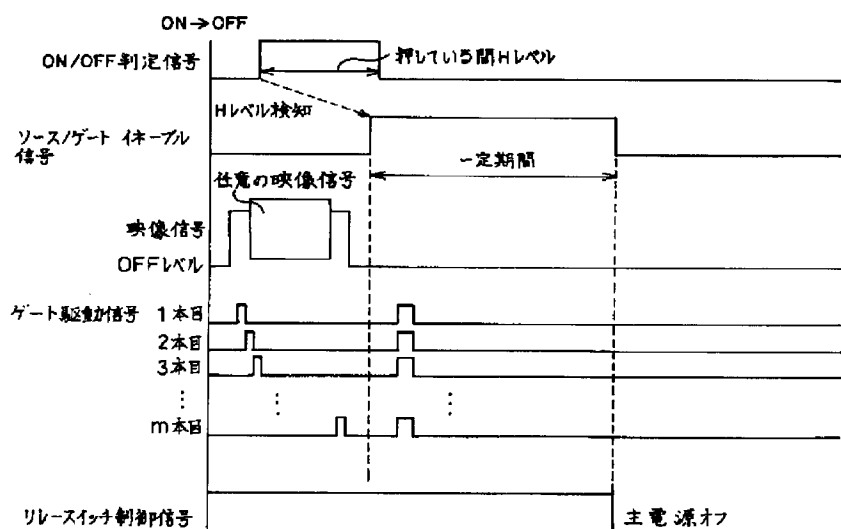 ON→OFF
ON/OFF判定信号
押している間Hレベル
Hレベル検知
ソース/ゲート イネーブル
信号
一定期間
任意の映像信号
映像信号
OFFレベル
ゲート駆動信号 1本目
2本目
3本目
⋮ ⋮ ⋮
m本目
リレースイッチ制御信号
主電源オフ